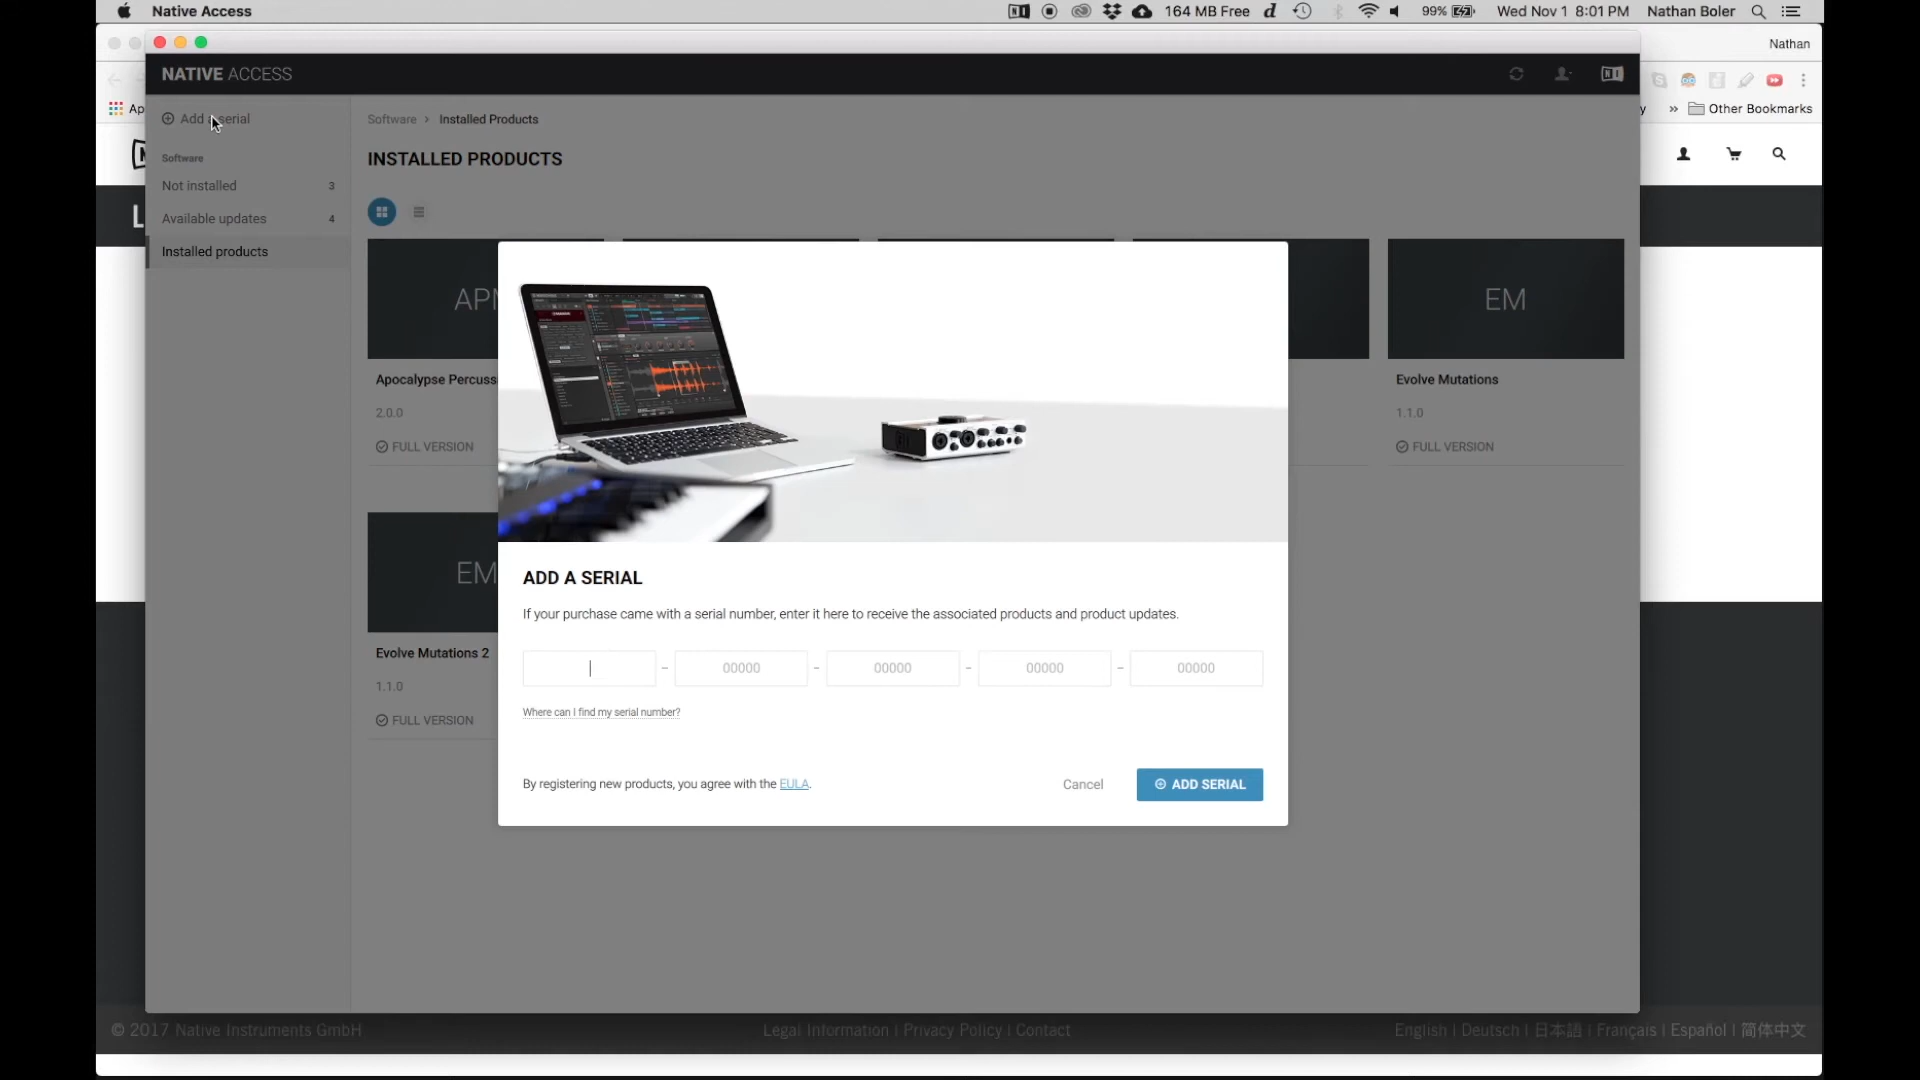 Native Access
164 MB Free
99%
Wed Nov 1 8:01 PM
Nathan Boler
Nathan
NATIVE ACCESS
Ap
y
» Other Bookmarks
Add a serial
Software
Not installed 3
Available updates 4
Installed products
Software > Installed Products
INSTALLED PRODUCTS
EM
Evolve Mutations
1.1.0
FULL VERSION
Apocalypse Percuss
2.0.0
FULL VERSION
EM
Evolve Mutations 2
1.1.0
FULL VERSION
ADD A SERIAL
If your purchase came with a serial number, enter it here to receive the associated products and product updates.
– 00000 – 00000 – 00000 – 00000
Where can I find my serial number?
By registering new products, you agree with the EULA.
Cancel
ADD SERIAL
© 2017 Native Instruments GmbH
Legal Information | Privacy Policy | Contact
English | Deutsch | 日本語 | Français | Español | 简体中文